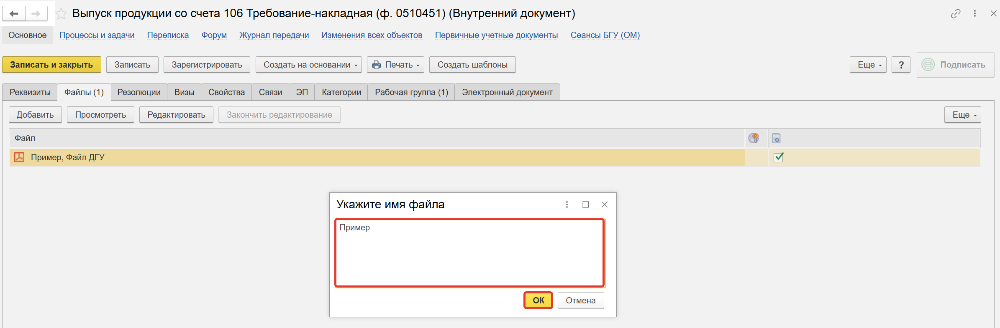 Выпуск продукции со счета 106 Требование-накладная (ф. 0510451) (Внутренний документ)
Основное Процессы и задачи Переписка Форум Журнал передачи Изменения всех объектов Первичные учетные документы Сеансы БГУ (ОМ)
Записать и закрыть Записать Зарегистрировать Создать на основании Печать Создать шаблоны Еще ? Подписать
Реквизиты Файлы (1) Резолюции Визы Свойства Связи ЭП Категории Рабочая группа (1) Электронный документ
Добавить Просмотреть Редактировать Закончить редактирование Еще
Файл
Пример, Файл ДГУ
Укажите имя файла
Пример
ОК Отмена